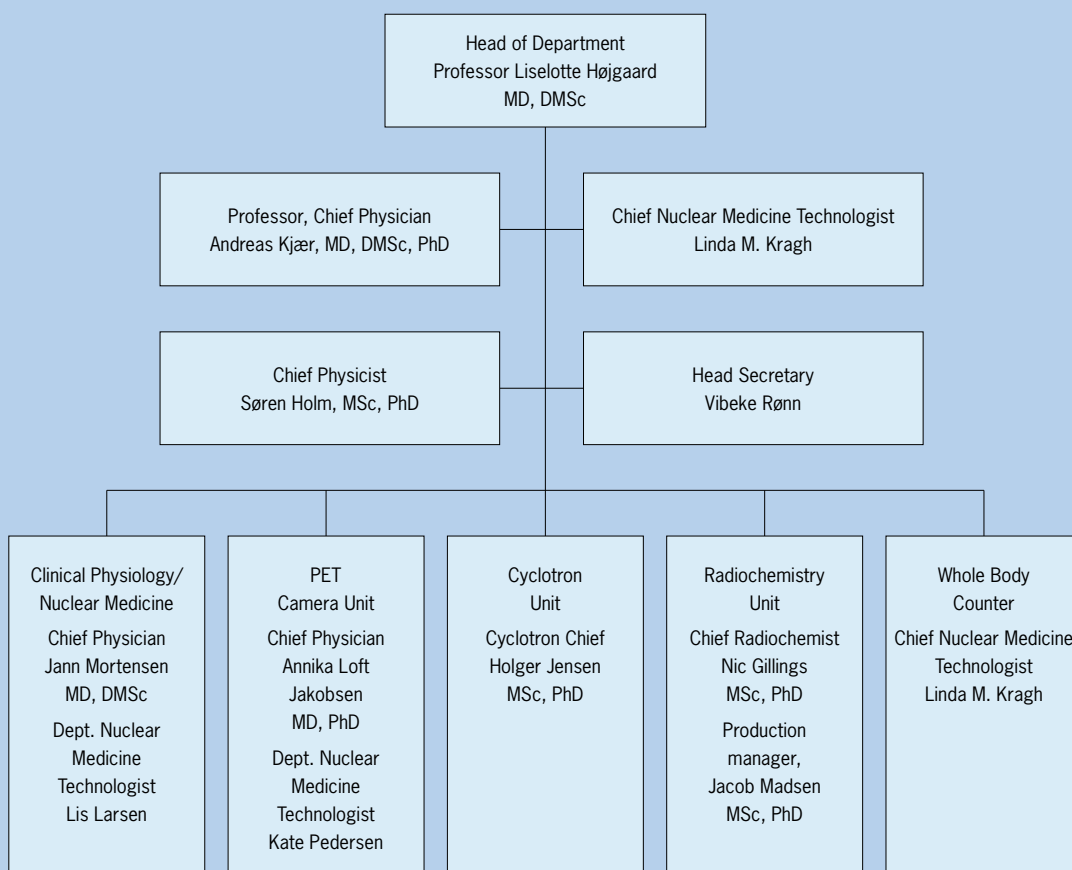 Head of Department
Professor Liselotte Højgaard
MD, DMSc
Professor, Chief Physician
Andreas Kjær, MD, DMSc, PhD
Chief Nuclear Medicine Technologist
Linda M. Kragh
Chief Physicist
Søren Holm, MSc, PhD
Head Secretary
Vibeke Rønn
Clinical Physiology/
Nuclear Medicine
Chief Physician
Jann Mortensen
MD, DMSc
Dept. Nuclear
Medicine
Technologist
Lis Larsen
PET
Camera Unit
Chief Physician
Annika Loft
Jakobsen
MD, PhD
Dept. Nuclear
Medicine
Technologist
Kate Pedersen
Cyclotron
Unit
Cyclotron Chief
Holger Jensen
MSc, PhD
Radiochemistry
Unit
Chief Radiochemist
Nic Gillings
MSc, PhD
Production
manager,
Jacob Madsen
MSc, PhD
Whole Body
Counter
Chief Nuclear Medicine
Technologist
Linda M. Kragh